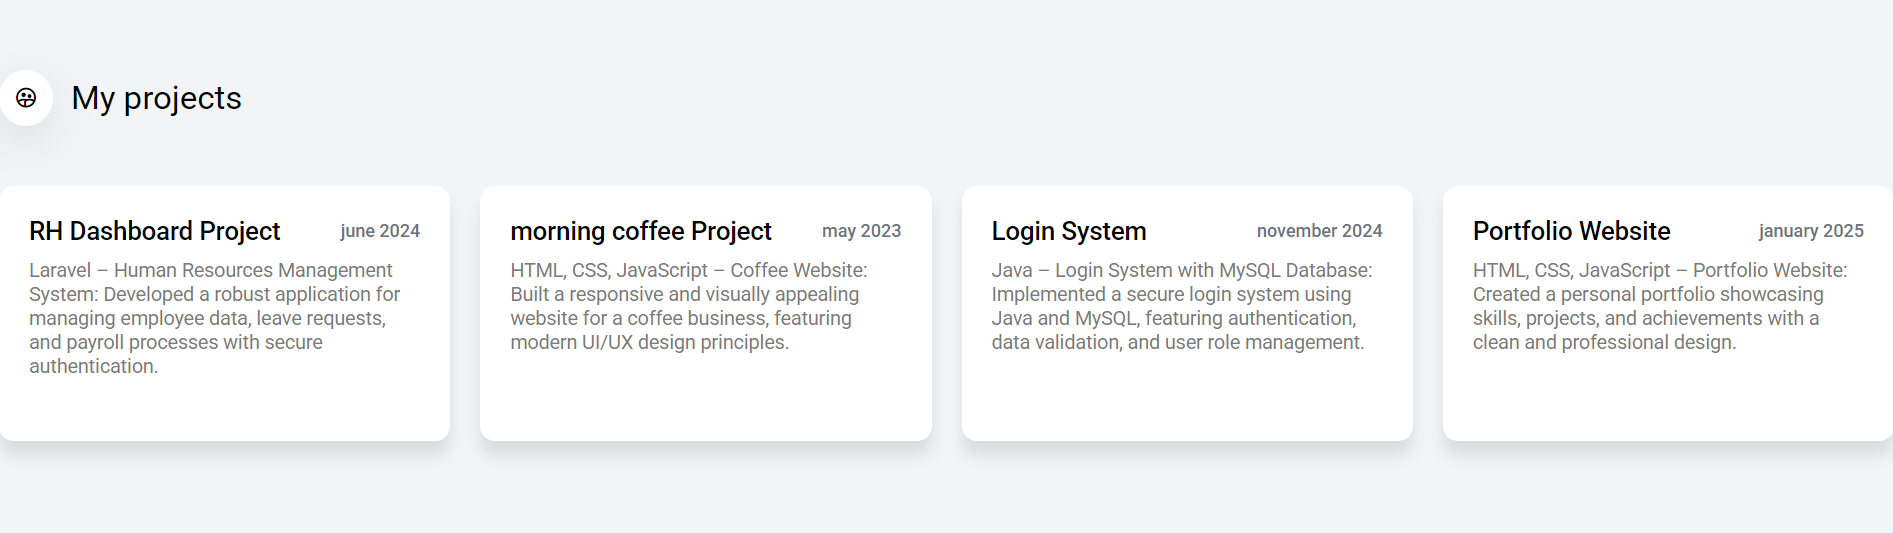 My projects
RH Dashboard Project june 2024
Laravel – Human Resources Management
System: Developed a robust application for
managing employee data, leave requests,
and payroll processes with secure
authentication.
morning coffee Project may 2023
HTML, CSS, JavaScript – Coffee Website:
Built a responsive and visually appealing
website for a coffee business, featuring
modern UI/UX design principles.
Login System november 2024
Java – Login System with MySQL Database:
Implemented a secure login system using
Java and MySQL, featuring authentication,
data validation, and user role management.
Portfolio Website january 2025
HTML, CSS, JavaScript – Portfolio Website:
Created a personal portfolio showcasing
skills, projects, and achievements with a
clean and professional design.